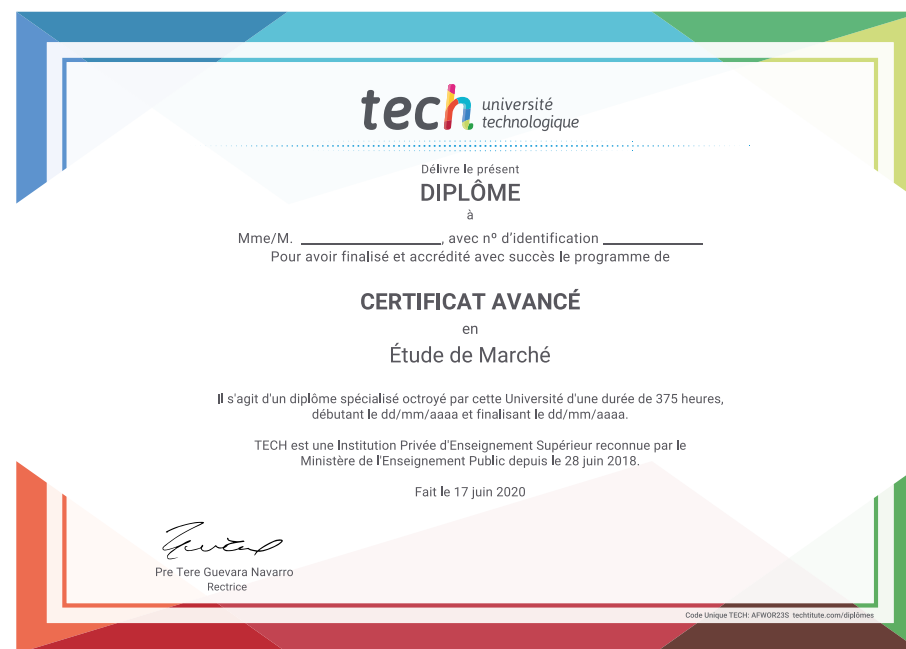 tech université
technologique
Délivre le présent
DIPLÔME
à
Mme/M. ____________________, avec nº d'identification ______________
Pour avoir finalisé et accrédité avec succès le programme de
CERTIFICAT AVANCÉ
en
Étude de Marché
Il s'agit d'un diplôme spécialisé octroyé par cette Université d'une durée de 375 heures,
débutant le dd/mm/aaaa et finalisant le dd/mm/aaaa.
TECH est une Institution Privée d'Enseignement Supérieur reconnue par le
Ministère de l'Enseignement Public depuis le 28 juin 2018.
Fait le 17 juin 2020
Pre Tere Guevara Navarro
Rectrice
Code Unique TECH: AFWOR23S techtitute.com/diplômes